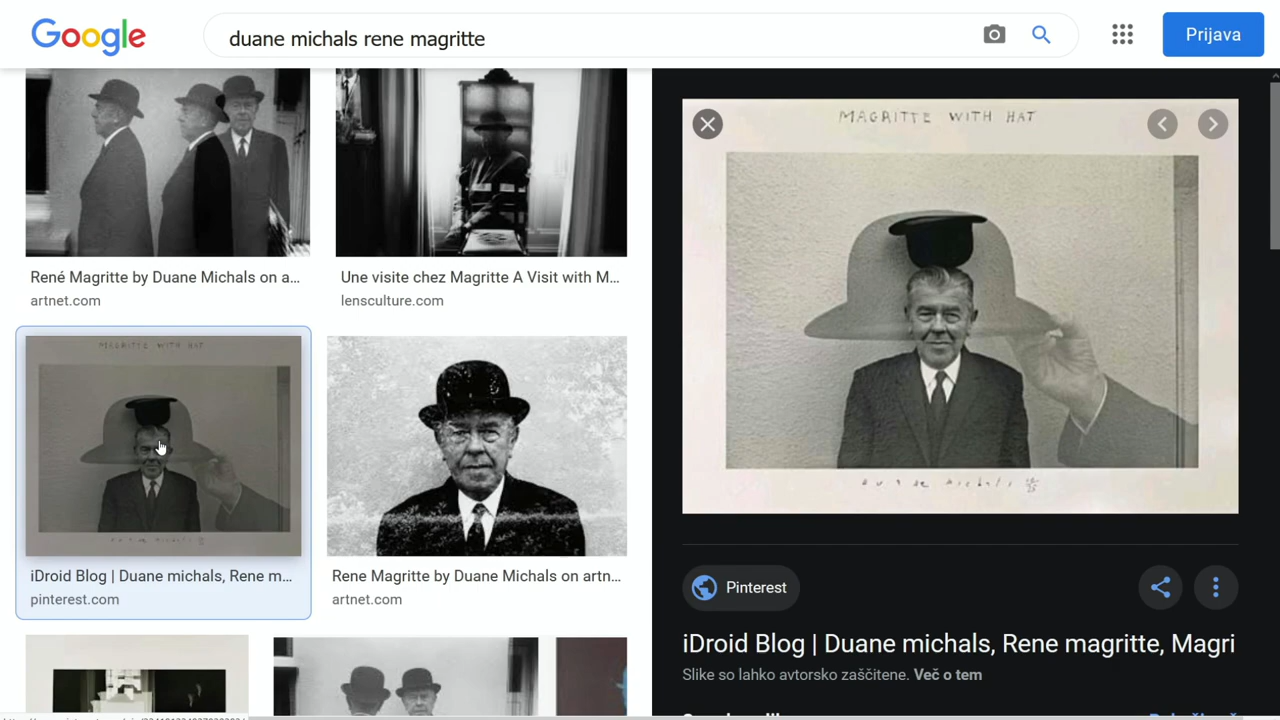 Google
duane michals rene magritte
Prijava
René Magritte by Duane Michals on a...
artnet.com
Une visite chez Magritte A Visit with M...
lensculture.com
MAGRITTE WITH HAT
iDroid Blog | Duane michals, Rene m...
pinterest.com
Rene Magritte by Duane Michals on artn...
artnet.com
MAGRITTE WITH HAT
Pinterest
iDroid Blog | Duane michals, Rene magritte, Magri
Slike so lahko avtorsko zaščitene. Več o tem